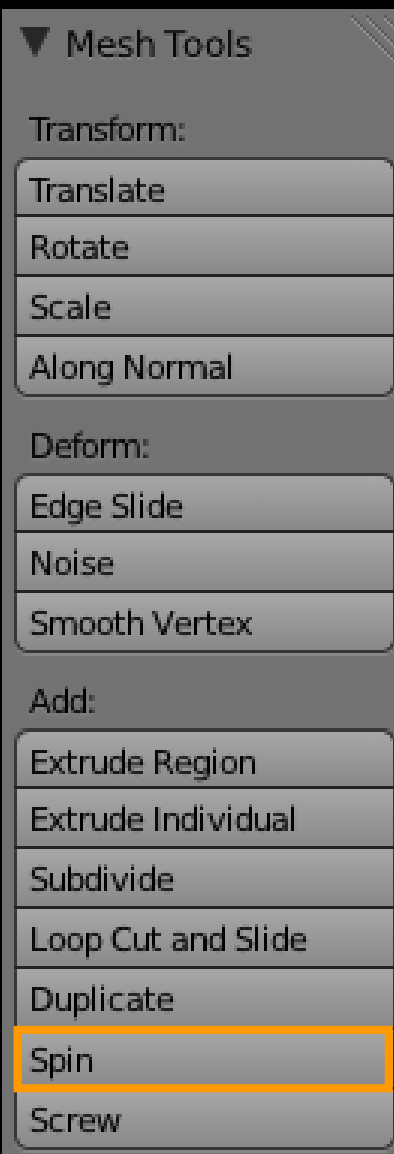 Mesh Tools
Transform:
Translate
Rotate
Scale
Along Normal
Deform:
Edge Slide
Noise
Smooth Vertex
Add:
Extrude Region
Extrude Individual
Subdivide
Loop Cut and Slide
Duplicate
Spin
Screw